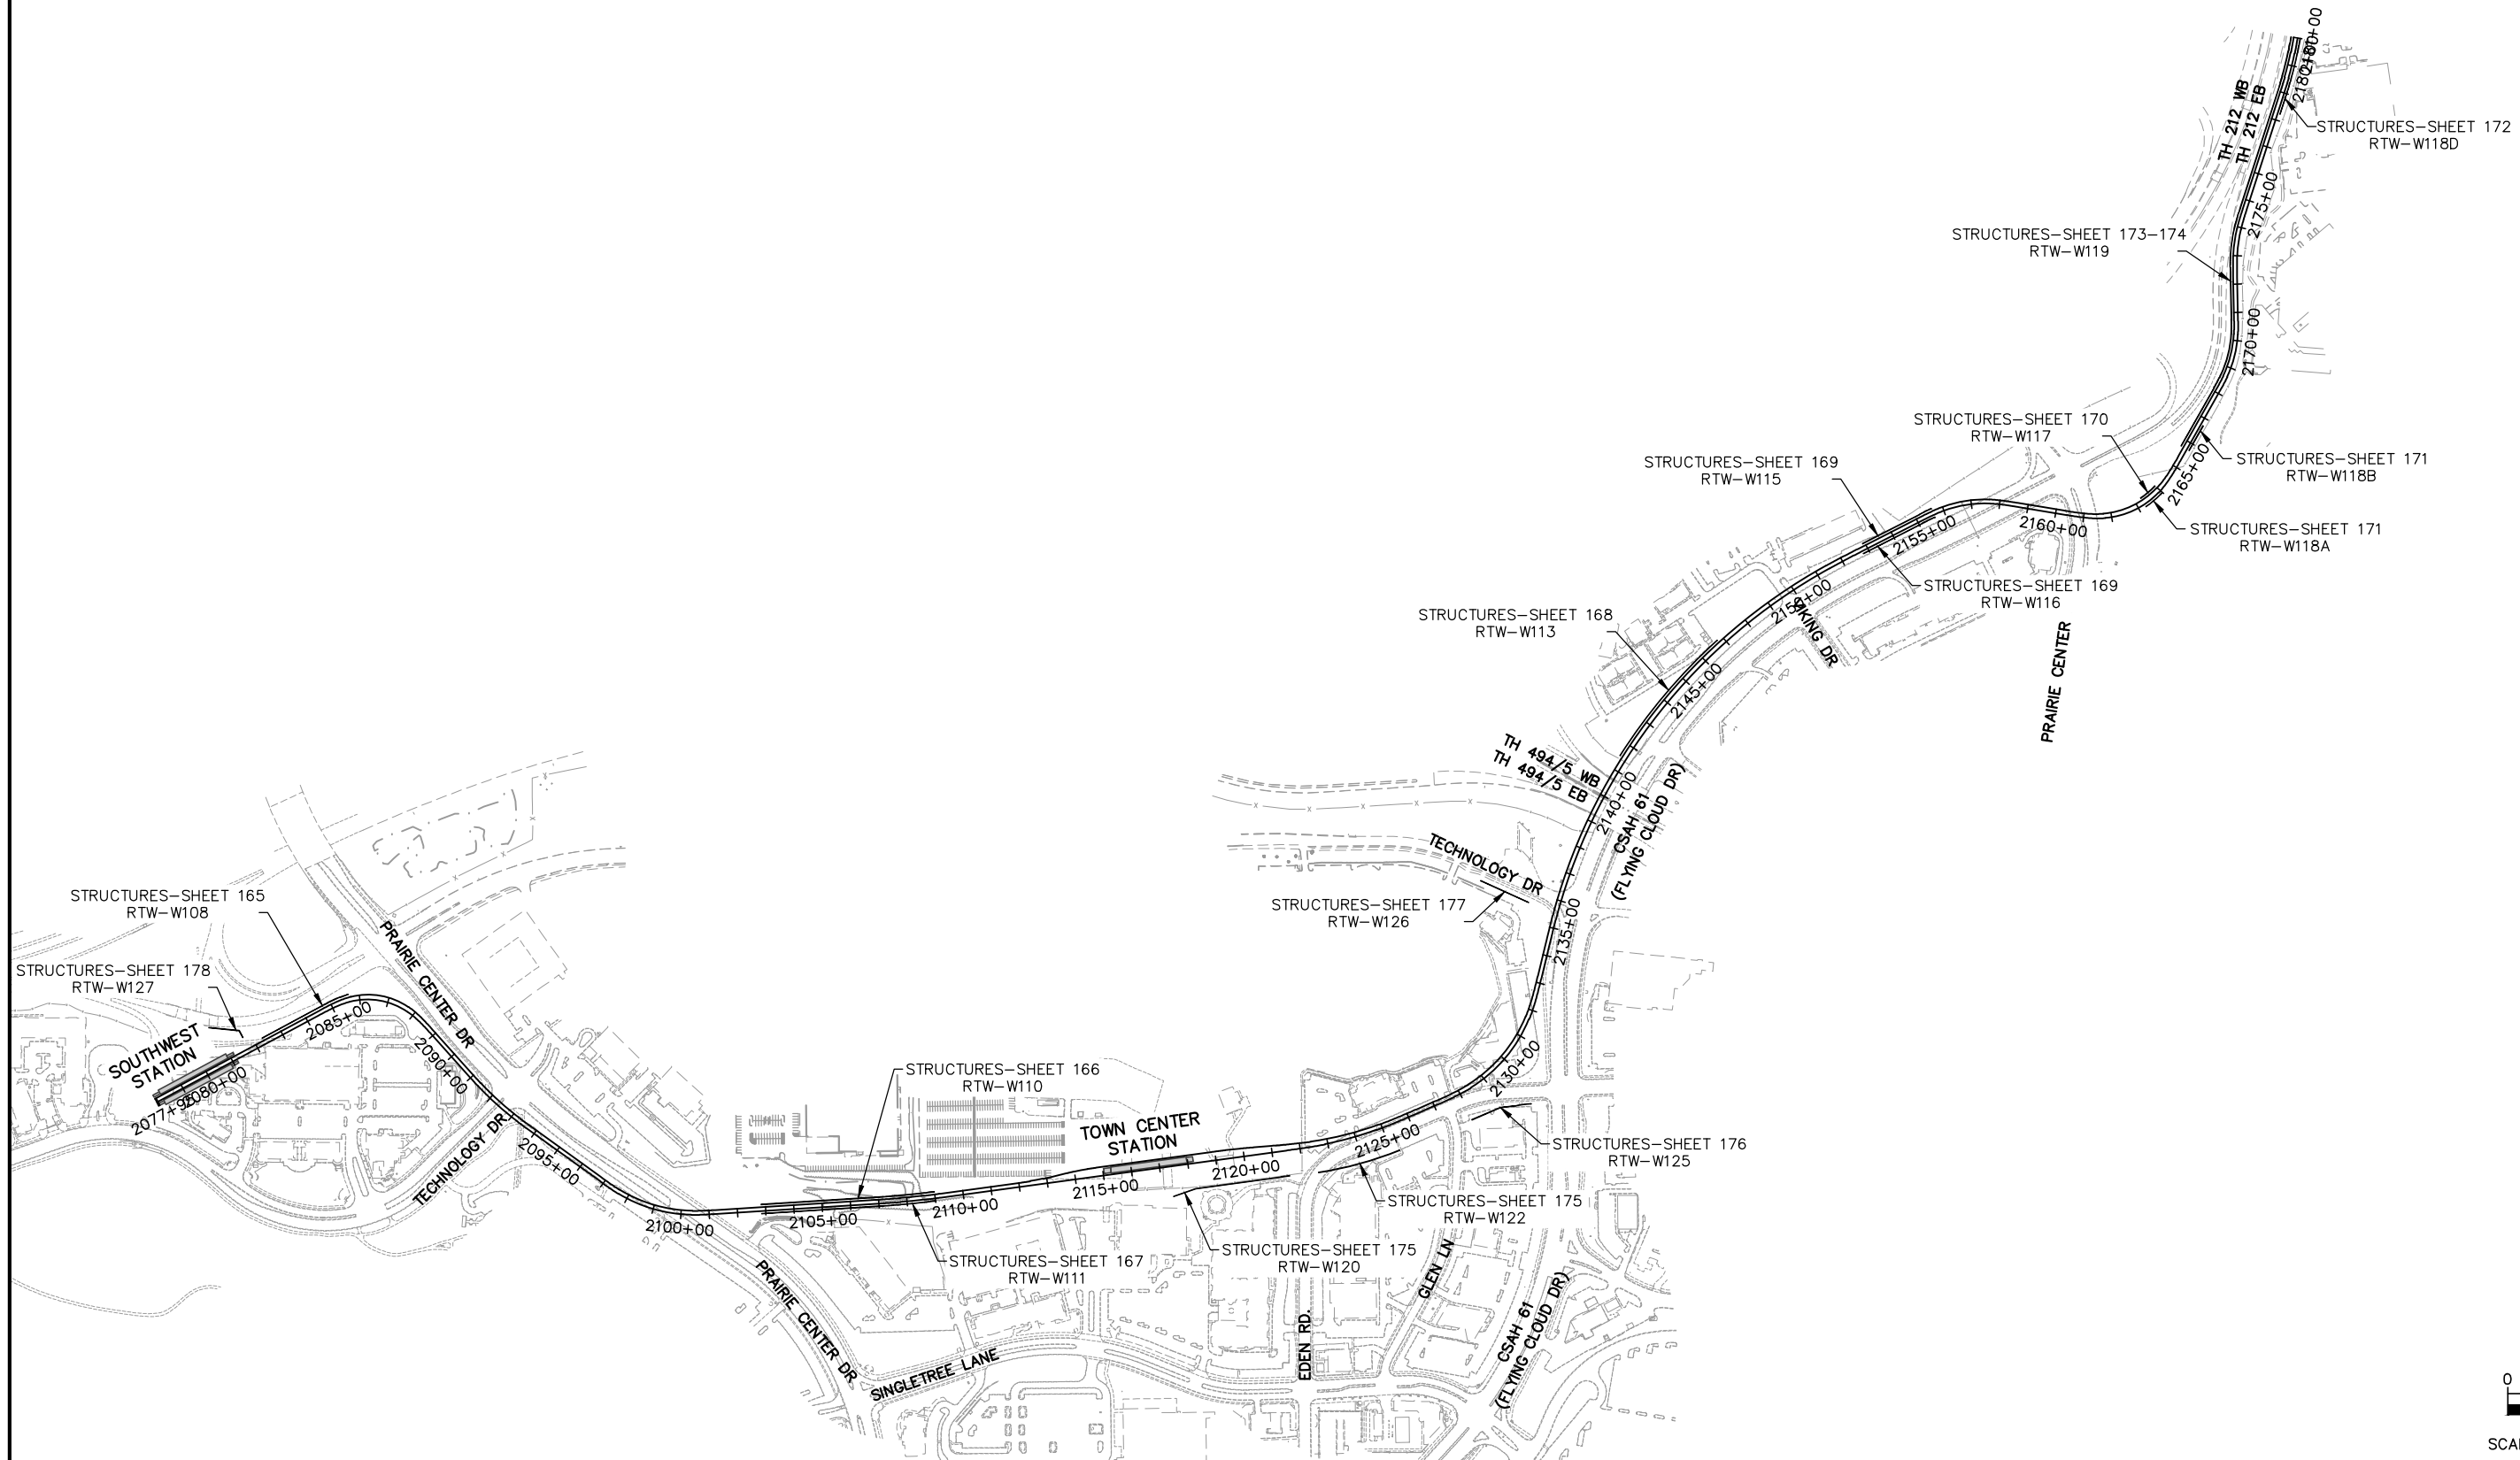 2181+00
2180+00
TH 212 WB
TH 212 EB
STRUCTURES-SHEET 172
RTW-W118D
2175+00
STRUCTURES-SHEET 173-174
RTW-W119
2170+00
STRUCTURES-SHEET 170
RTW-W117
STRUCTURES-SHEET 169
RTW-W115
STRUCTURES-SHEET 171
RTW-W118B
2165+00
STRUCTURES-SHEET 171
RTW-W118A
2160+00
2155+00
STRUCTURES-SHEET 169
RTW-W116
2150+00
VIKING DR
PRAIRIE CENTER
STRUCTURES-SHEET 168
RTW-W113
2145+00
TH 494/5 WB
TH 494/5 EB
2140+00
CSAH 61
(FLYING CLOUD DR)
TECHNOLOGY DR
STRUCTURES-SHEET 177
RTW-W126
2135+00
STRUCTURES-SHEET 165
RTW-W108
PRAIRIE CENTER DR
STRUCTURES-SHEET 178
RTW-W127
SOUTHWEST
STATION
2077+95
2080+00
2085+00
2090+00
TECHNOLOGY DR
2095+00
2100+00
STRUCTURES-SHEET 166
RTW-W110
2105+00
2110+00
STRUCTURES-SHEET 167
RTW-W111
TOWN CENTER
STATION
2115+00
2120+00
2125+00
2130+00
STRUCTURES-SHEET 176
RTW-W125
STRUCTURES-SHEET 175
RTW-W122
STRUCTURES-SHEET 175
RTW-W120
PRAIRIE CENTER DR
SINGLETREE LANE
EDEN RD.
GLEN LN
CSAH 61
(FLYING CLOUD DR)
0